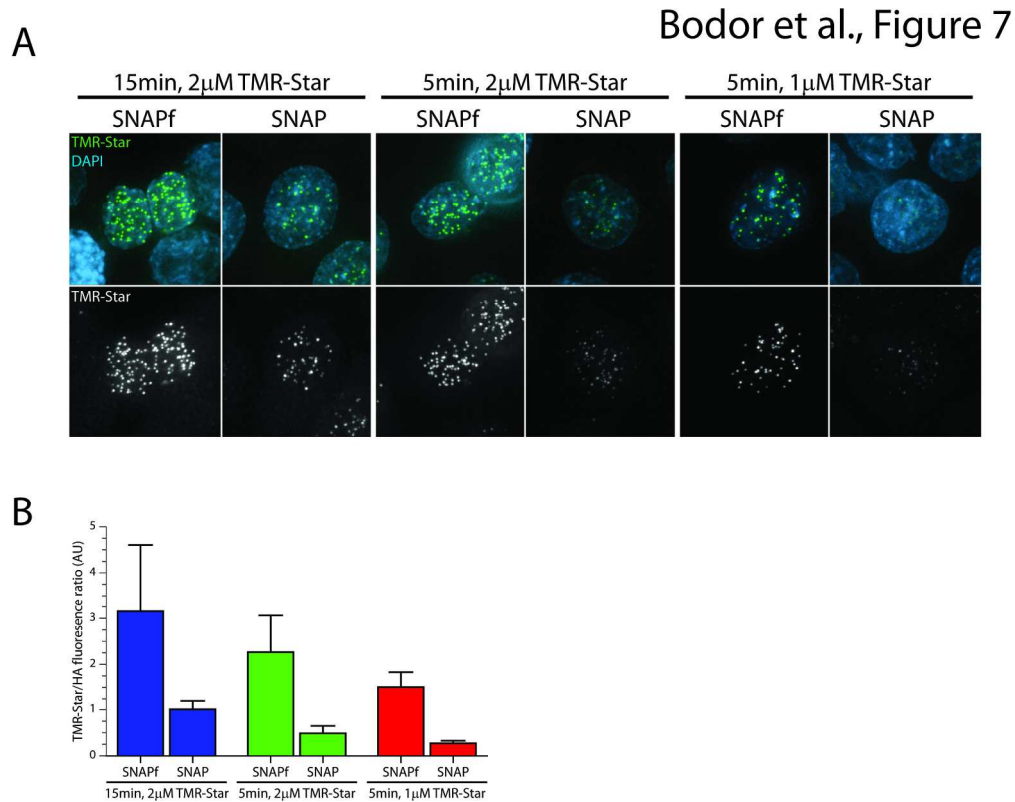 Bodor et al., Figure 7
A
15min, 2μM TMR-Star 5min, 2μM TMR-Star 5min, 1μM TMR-Star
SNAPf SNAP SNAPf SNAP SNAPf SNAP
TMR-Star
DAPI
TMR-Star
B
TMR-Star/HA fluoresence ratio (AU)
5
4
3
2
1
0
SNAPf SNAP SNAPf SNAP SNAPf SNAP
15min, 2μM TMR-Star 5min, 2μM TMR-Star 5min, 1μM TMR-Star